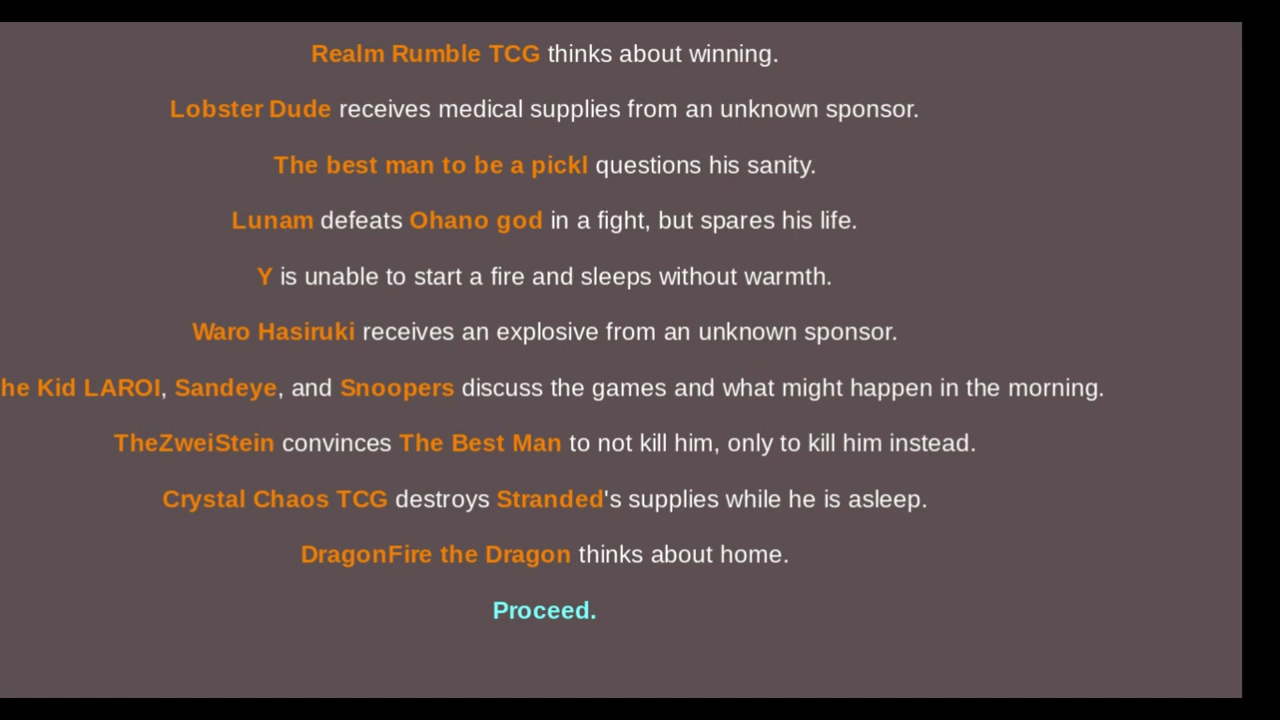 Realm Rumble TCG thinks about winning.
Lobster Dude receives medical supplies from an unknown sponsor.
The best man to be a pickl questions his sanity.
Lunam defeats Ohano god in a fight, but spares his life.
Y is unable to start a fire and sleeps without warmth.
Waro Hasiruki receives an explosive from an unknown sponsor.
he Kid LAROI, Sandeye, and Snoopers discuss the games and what might happen in the morning.
TheZweiStein convinces The Best Man to not kill him, only to kill him instead.
Crystal Chaos TCG destroys Stranded's supplies while he is asleep.
DragonFire the Dragon thinks about home.
Proceed.